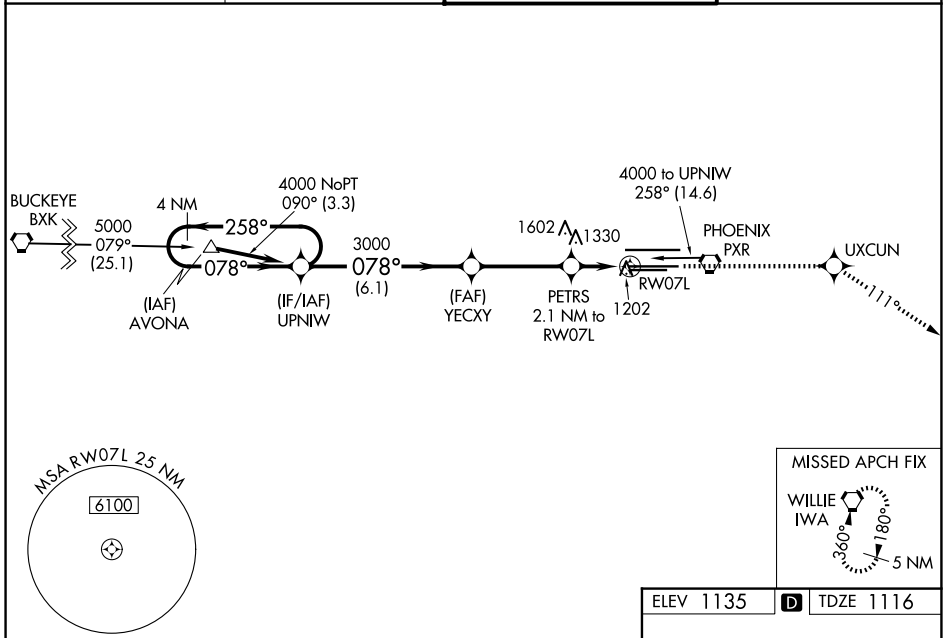 BUCKEYE
BXK
5000
079°
(25.1)
4 NM
258°
078°
4000 NoPT
090° (3.3)
(IAF)
AVONA
(IF/IAF)
UPNIW
3000
078°
(6.1)
(FAF)
YECXY
1602
1330
PETRS
2.1 NM to
RW07L
1202
RW07L
4000 to UPNIW
258° (14.6)
PHOENIX
PXR
UXCUN
111°
MSA RW07L 25 NM
6100
MISSED APCH FIX
WILLIE
IWA
360°
180°
5 NM
ELEV 1135 D TDZE 1116